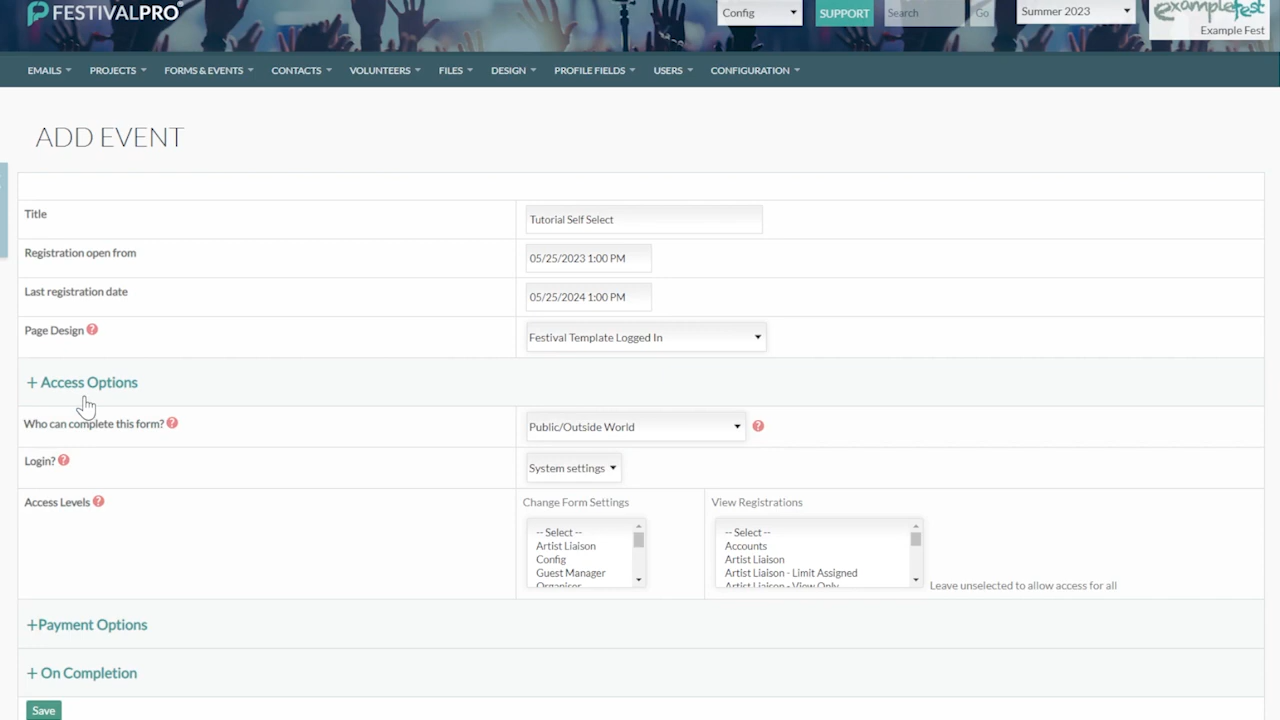 FESTIVALPRO
Config
SUPPORT
Search
Go
Summer 2023
examplefest
Example Fest
EMAILS
PROJECTS
FORMS & EVENTS
CONTACTS
VOLUNTEERS
FILES
DESIGN
PROFILE FIELDS
USERS
CONFIGURATION
ADD EVENT
Title
Tutorial Self Select
Registration open from
05/25/2023 1:00 PM
Last registration date
05/25/2024 1:00 PM
Page Design ?
Festival Template Logged In
+ Access Options
Who can complete this form? ?
Public/Outside World
?
Login? ?
System settings
Access Levels ?
Change Form Settings
-- Select --
Artist Liaison
Config
Guest Manager
Organiser
View Registrations
-- Select --
Accounts
Artist Liaison
Artist Liaison - Limit Assigned
Artist Liaison - View Only
Leave unselected to allow access for all
+Payment Options
+ On Completion
Save